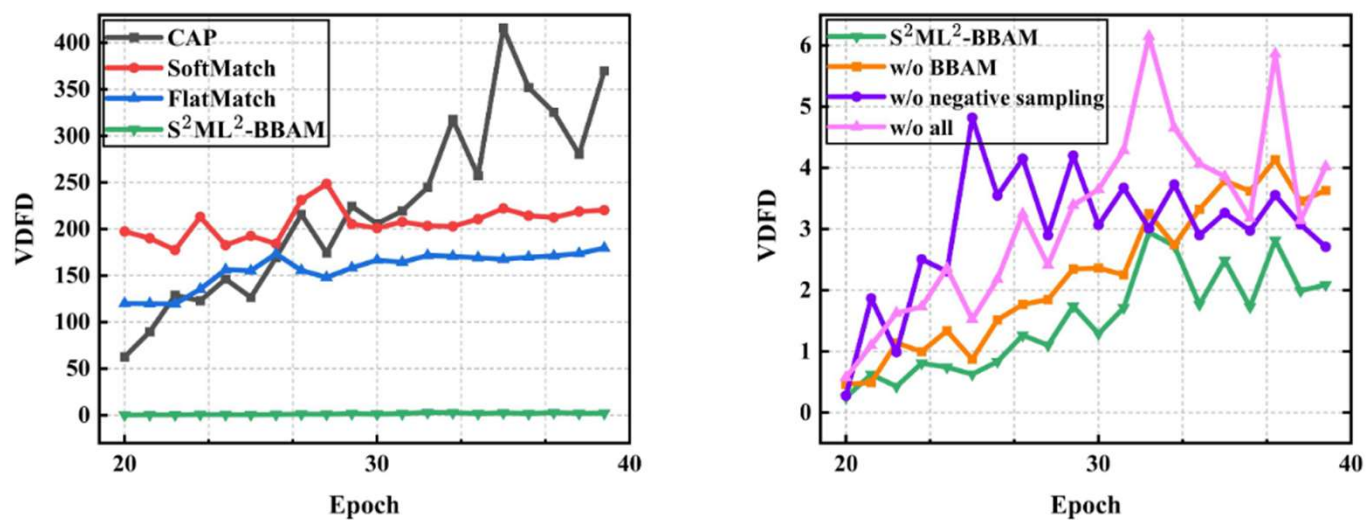 CAP
SoftMatch
FlatMatch
S²ML²-BBAM
400
350
300
250
200
150
100
50
0
VDFD
20
30
40
Epoch
S²ML²-BBAM
w/o BBAM
w/o negative sampling
w/o all
6
5
4
3
2
1
0
VDFD
20
30
40
Epoch